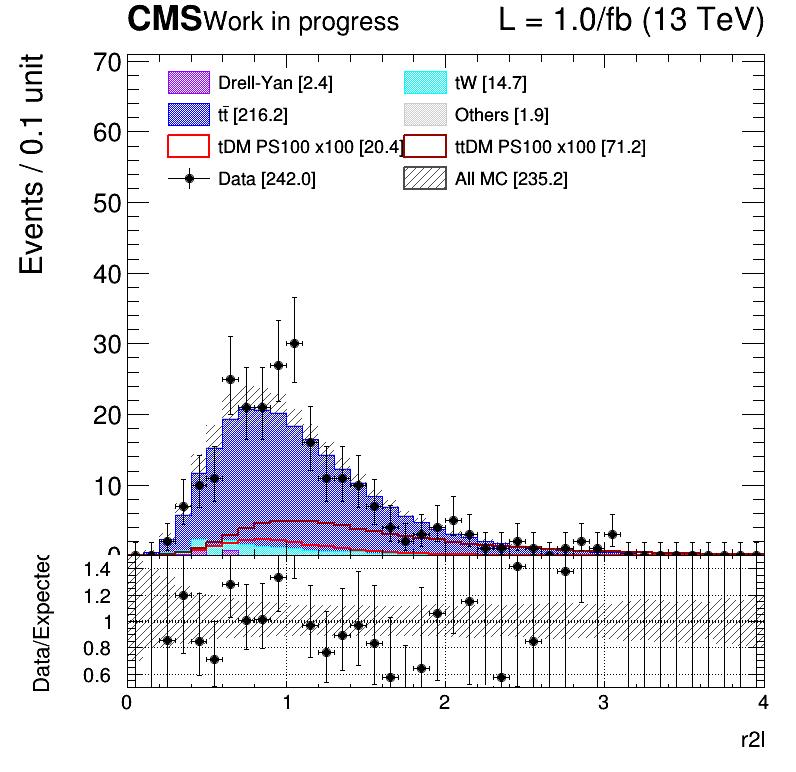 CMS Work in progress L = 1.0/fb (13 TeV)
Events / 0.1 unit
70
60
50
40
30
20
10
0
Drell-Yan [2.4] tW [14.7]
tt̄ [216.2] Others [1.9]
tDM PS100 x100 [20.4] ttDM PS100 x100 [71.2]
Data [242.0] All MC [235.2]
Data/Expected
1.4
1.2
1
0.8
0.6
0 1 2 3 4
r2l